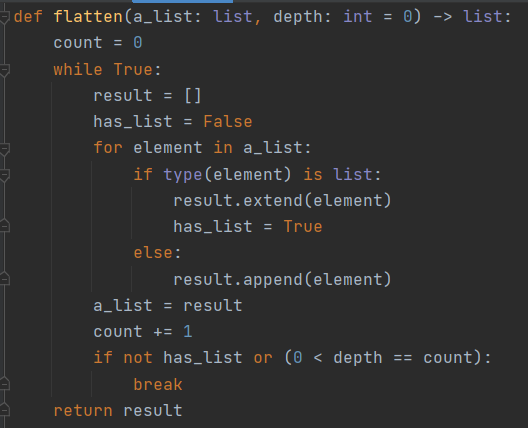 def flatten(a_list: list, depth: int = 0) -> list:
    count = 0
    while True:
        result = []
        has_list = False
        for element in a_list:
            if type(element) is list:
                result.extend(element)
                has_list = True
            else:
                result.append(element)
        a_list = result
        count += 1
        if not has_list or (0 < depth == count):
            break
    return result